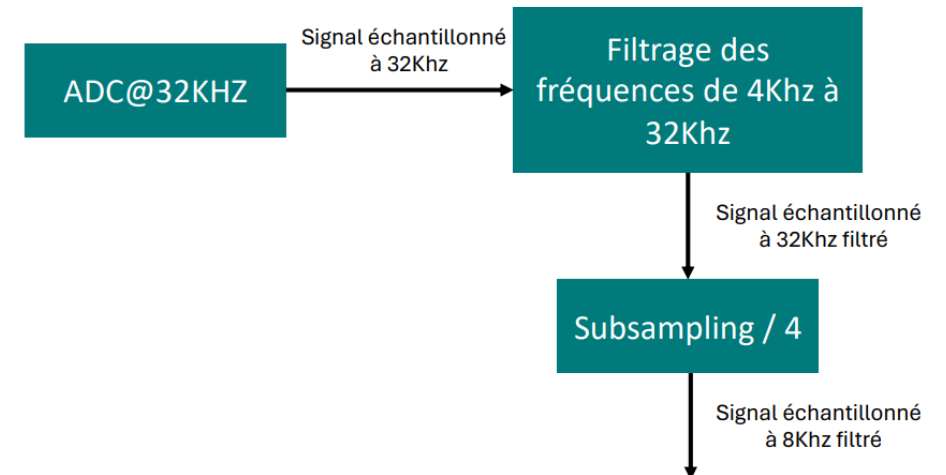 ADC@32KHZ
Signal échantillonné
à 32Khz
Filtrage des
fréquences de 4Khz à
32Khz
Signal échantillonné
à 32Khz filtré
Subsampling / 4
Signal échantillonné
à 8Khz filtré